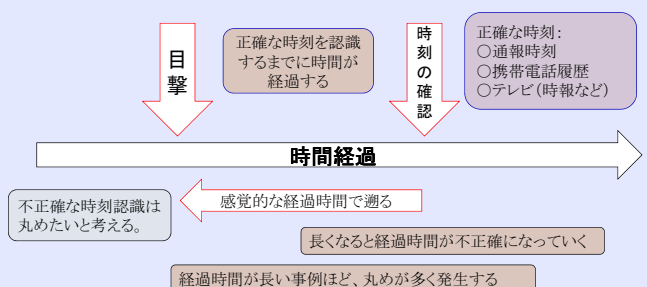 目撃
正確な時刻を認識
するまでに時間が
経過する
時刻の確認
正確な時刻:
○通報時刻
○携帯電話履歴
○テレビ(時報など)
時間経過
不正確な時刻認識は
丸めたいと考える。
感覚的な経過時間で遡る
長くなると経過時間が不正確になっていく
経過時間が長い事例ほど、丸めが多く発生する